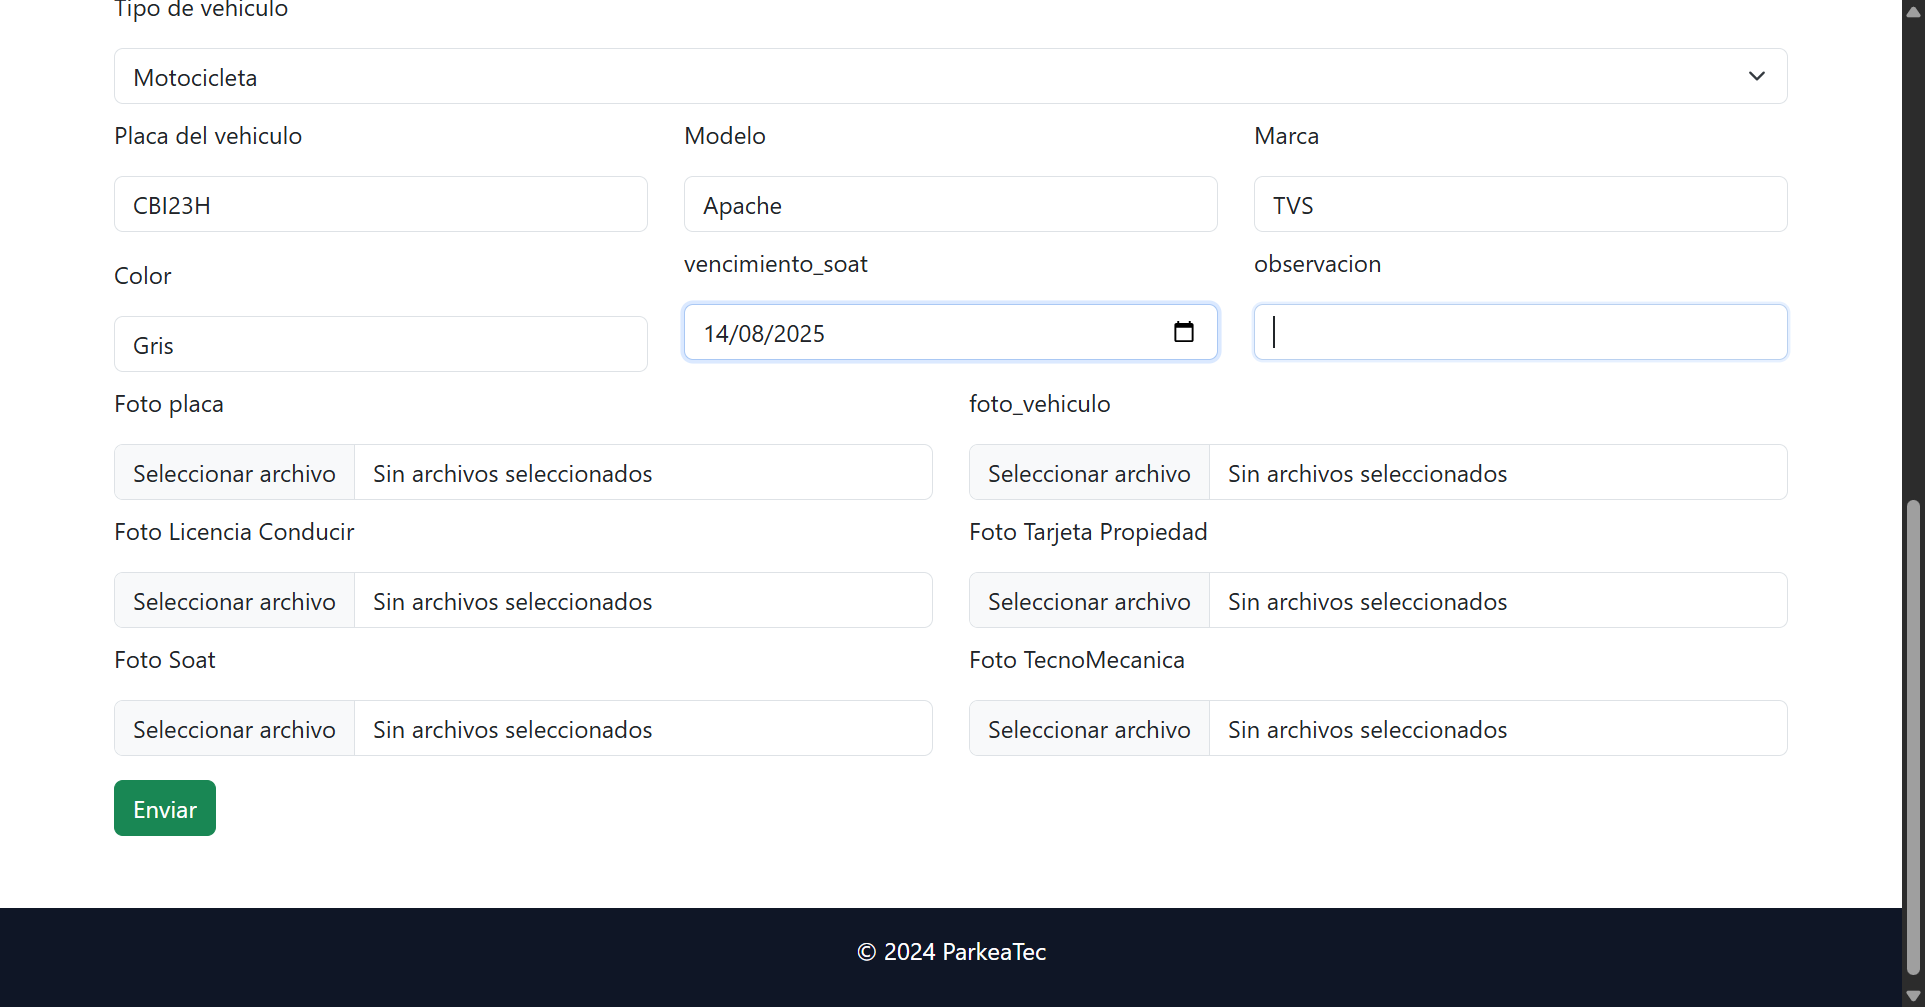 Tipo de vehiculo
Motocicleta
Placa del vehiculo
Modelo
Marca
CBI23H
Apache
TVS
Color
vencimiento_soat
observacion
Gris
14/08/2025
Foto placa
foto_vehiculo
Seleccionar archivo Sin archivos seleccionados
Seleccionar archivo Sin archivos seleccionados
Foto Licencia Conducir
Foto Tarjeta Propiedad
Seleccionar archivo Sin archivos seleccionados
Seleccionar archivo Sin archivos seleccionados
Foto Soat
Foto TecnoMecanica
Seleccionar archivo Sin archivos seleccionados
Seleccionar archivo Sin archivos seleccionados
Enviar
© 2024 ParkeaTec